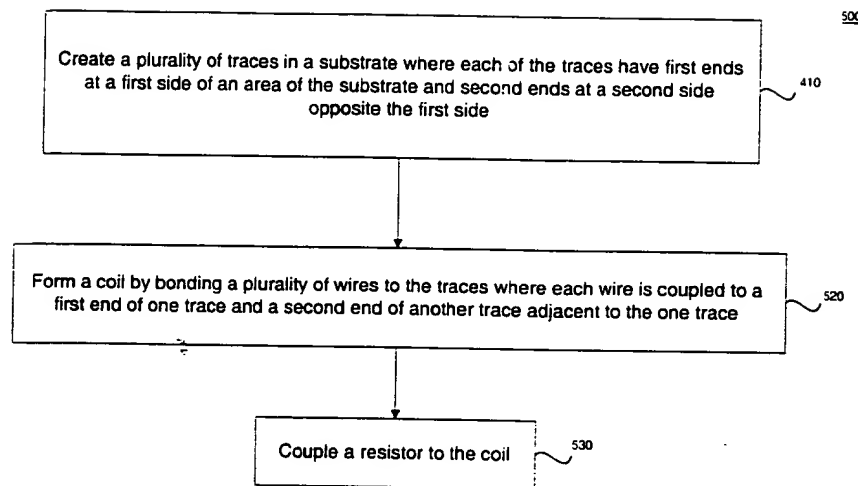 500
Create a plurality of traces in a substrate where each of the traces have first ends
at a first side of an area of the substrate and second ends at a second side
opposite the first side
410
Form a coil by bonding a plurality of wires to the traces where each wire is coupled to a
first end of one trace and a second end of another trace adjacent to the one trace
520
Couple a resistor to the coil
530